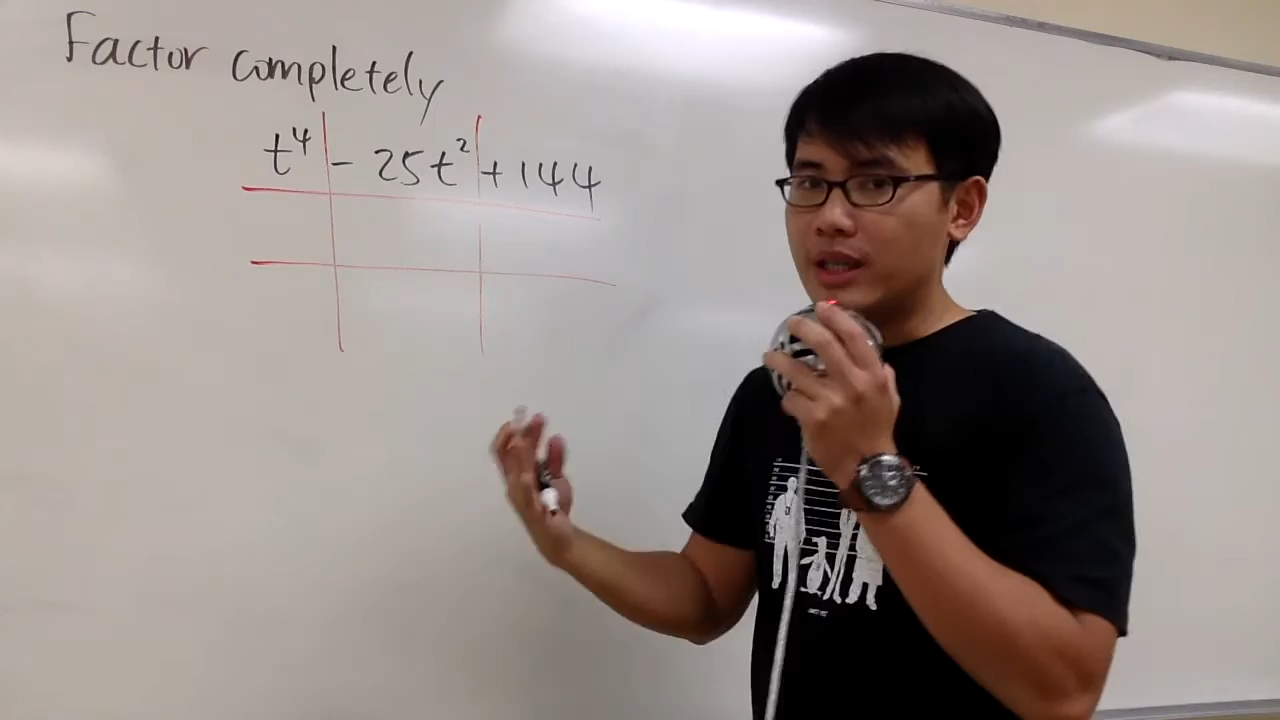 Factor completely
t⁴ - 25t² + 144